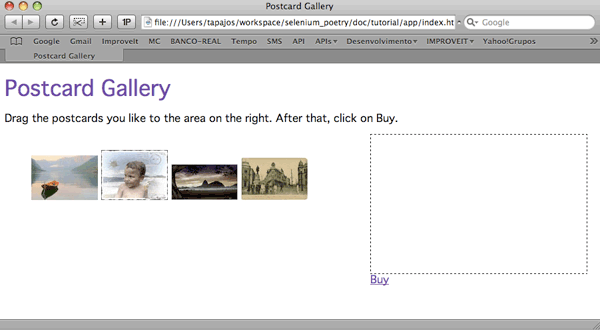 Postcard Gallery
1P
file:///Users/tapajos/workspace/selenium_poetry/doc/tutorial/app/index.ht
Google
Google Gmail Improveit MC BANCO-REAL Tempo SMS API APIs Desenvolvimento IMPROVEIT Yahoo!Grupos
Postcard Gallery
Postcard Gallery
Drag the postcards you like to the area on the right. After that, click on Buy.
Buy